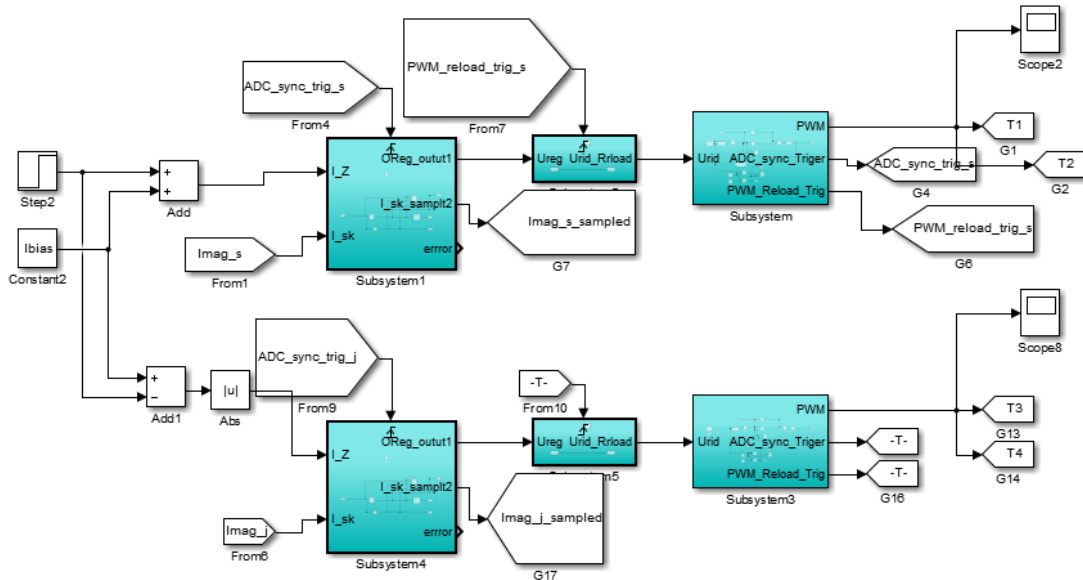 Scope2
ADC_sync_trig_s
From4
PWM_reload_trig_s
From7
Step2
+
+
Add
I_Z
OReg_outut1
I_sk_samplt2
I_sk
errror
Subsystem1
Ureg
Urid_Rrload
Urid
PWM
ADC_sync_Triger
PWM_Reload_Trig
Subsystem
T1
G1
ADC_sync_trig_s
G4
T2
G2
PWM_reload_trig_s
G6
Imag_s_sampled
G7
Imag_s
From1
Ibias
Constant2
Scope8
ADC_sync_trig_j
From9
+
−
Add1
|u|
Abs
-T-
From10
I_Z
OReg_outut1
I_sk_samplt2
I_sk
errror
Subsystem4
Ureg
Urid_Rrload
Urid
PWM
ADC_sync_Triger
PWM_Reload_Trig
Subsystem3
T3
G13
T4
G14
-T-
-T-
G16
Imag_j_sampled
G17
Imag_j
From6